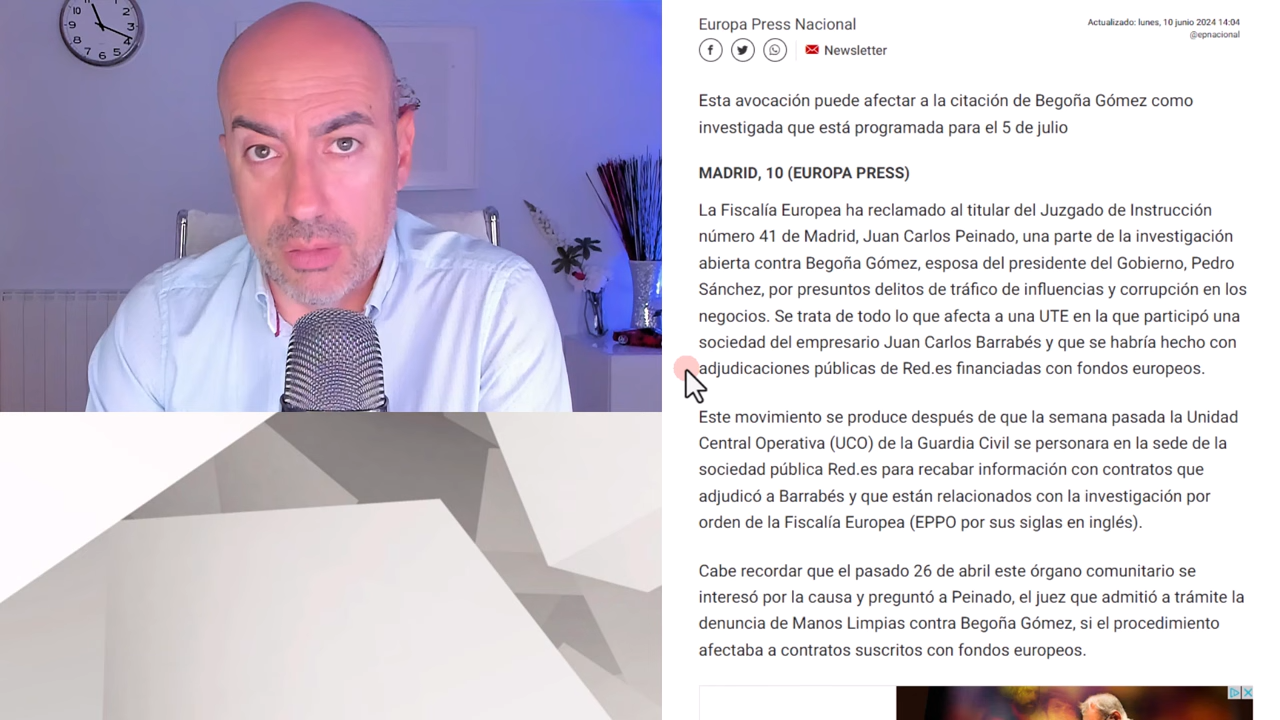 Europa Press Nacional
Actualizado: lunes, 10 junio 2024 14:04
@epnacional
Newsletter
Esta avocación puede afectar a la citación de Begoña Gómez como
investigada que está programada para el 5 de julio
MADRID, 10 (EUROPA PRESS)
La Fiscalía Europea ha reclamado al titular del Juzgado de Instrucción
número 41 de Madrid, Juan Carlos Peinado, una parte de la investigación
abierta contra Begoña Gómez, esposa del presidente del Gobierno, Pedro
Sánchez, por presuntos delitos de tráfico de influencias y corrupción en los
negocios. Se trata de todo lo que afecta a una UTE en la que participó una
sociedad del empresario Juan Carlos Barrabés y que se habría hecho con
adjudicaciones públicas de Red.es financiadas con fondos europeos.
Este movimiento se produce después de que la semana pasada la Unidad
Central Operativa (UCO) de la Guardia Civil se personara en la sede de la
sociedad pública Red.es para recabar información con contratos que
adjudicó a Barrabés y que están relacionados con la investigación por
orden de la Fiscalía Europea (EPPO por sus siglas en inglés).
Cabe recordar que el pasado 26 de abril este órgano comunitario se
interesó por la causa y preguntó a Peinado, el juez que admitió a trámite la
denuncia de Manos Limpias contra Begoña Gómez, si el procedimiento
afectaba a contratos suscritos con fondos europeos.